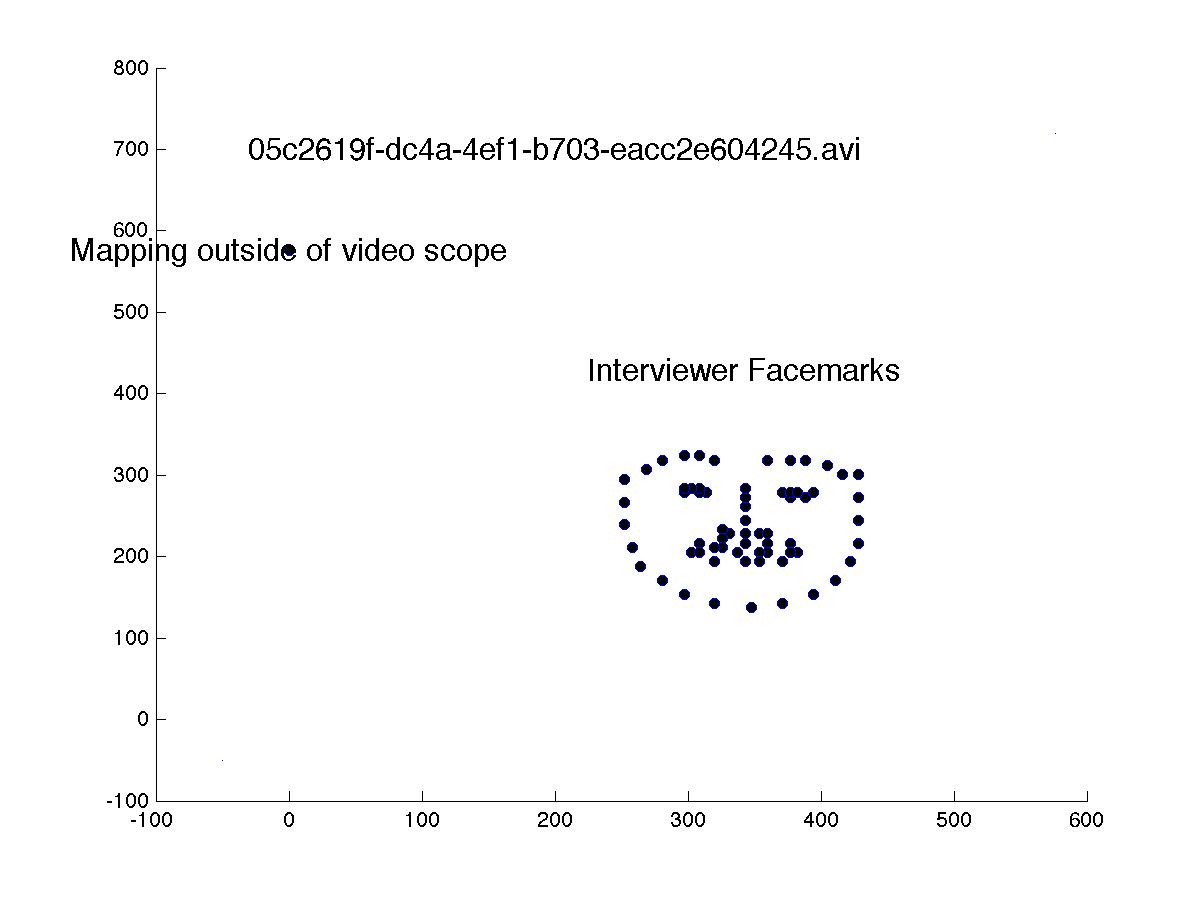 800
700
05c2619f-dc4a-4ef1-b703-eacc2e604245.avi
600
Mapping outside of video scope
500
400
Interviewer Facemarks
300
200
100
0
-100
-100 0 100 200 300 400 500 600